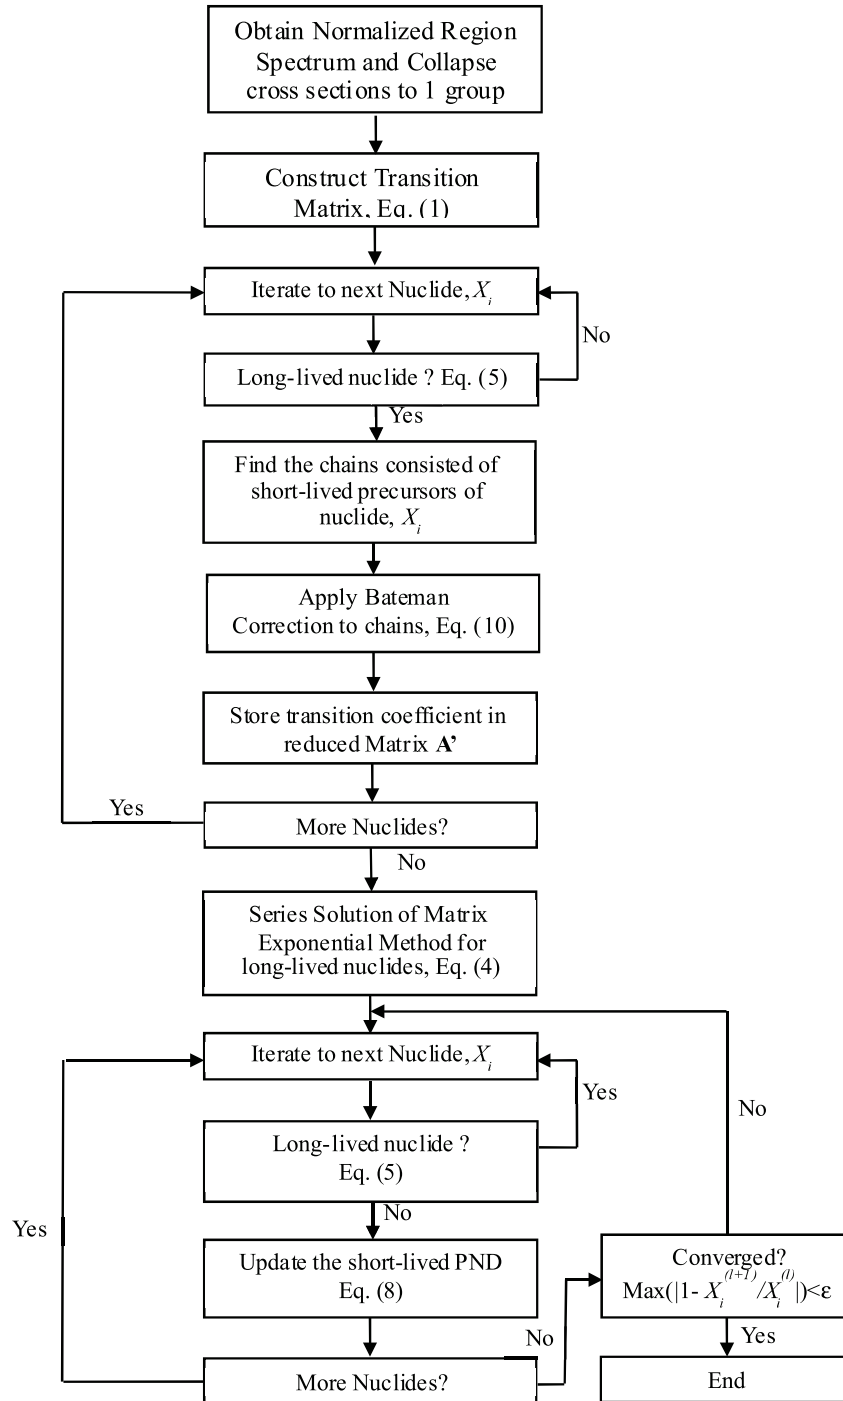 Obtain Normalized Region
Spectrum and Collapse
cross sections to 1 group
Construct Transition
Matrix, Eq. (1)
Iterate to next Nuclide, X_i
No
Long-lived nuclide ? Eq. (5)
Yes
Find the chains consisted of
short-lived precursors of
nuclide, X_i
Apply Bateman
Correction to chains, Eq. (10)
Store transition coefficient in
reduced Matrix A’
Yes
More Nuclides?
No
Series Solution of Matrix
Exponential Method for
long-lived nuclides, Eq. (4)
Iterate to next Nuclide, X_i
Yes
No
Long-lived nuclide ?
Eq. (5)
No
Yes
Update the short-lived PND
Eq. (8)
Converged?
Max(|1- X_i^(l+1)/X_i^(l)|)<ε
No
Yes
More Nuclides?
End